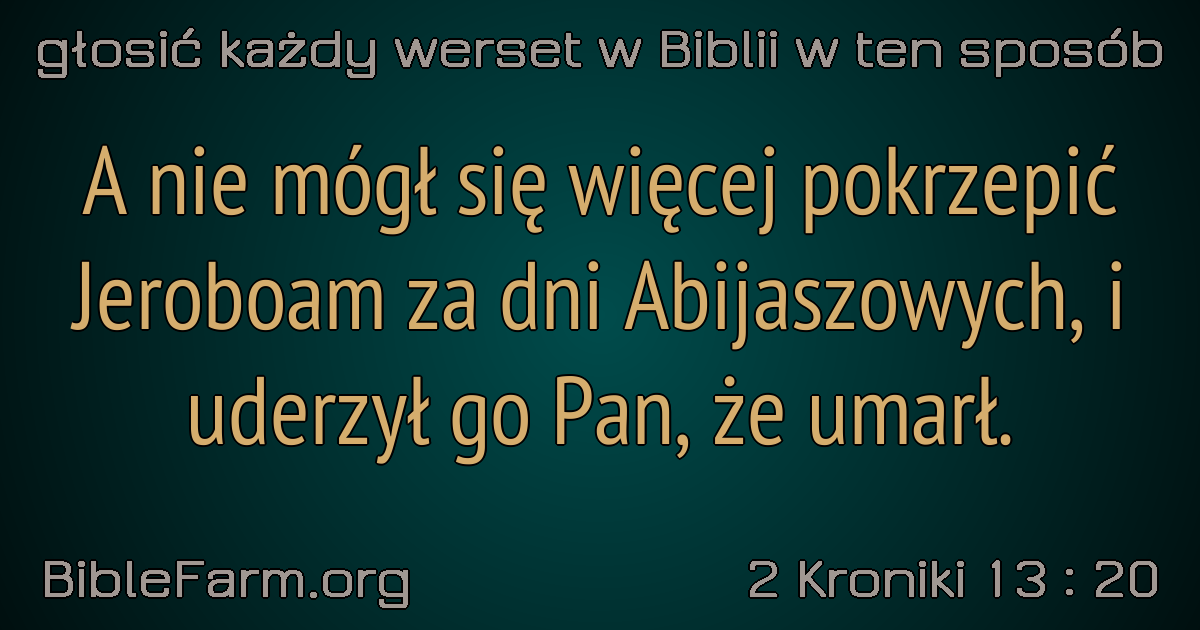 głosić każdy werset w Biblii w ten sposób
A nie mógł się więcej pokrzepić
Jeroboam za dni Abijaszowych, i
uderzył go Pan, że umarł.
BibleFarm.org
2 Kroniki 13 : 20